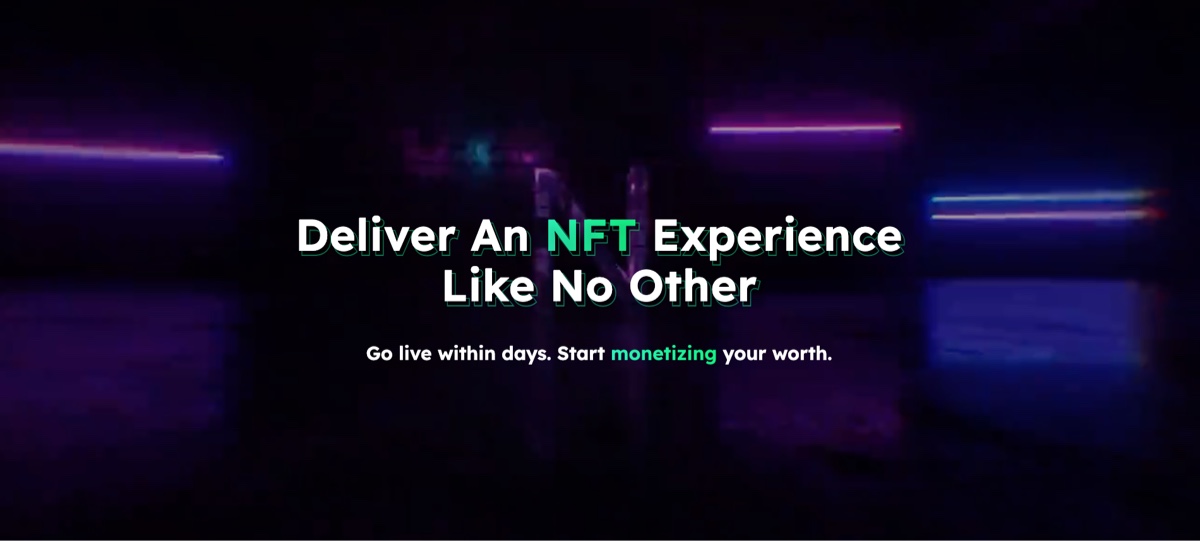 Deliver An NFT Experience
Like No Other
Go live within days. Start monetizing your worth.